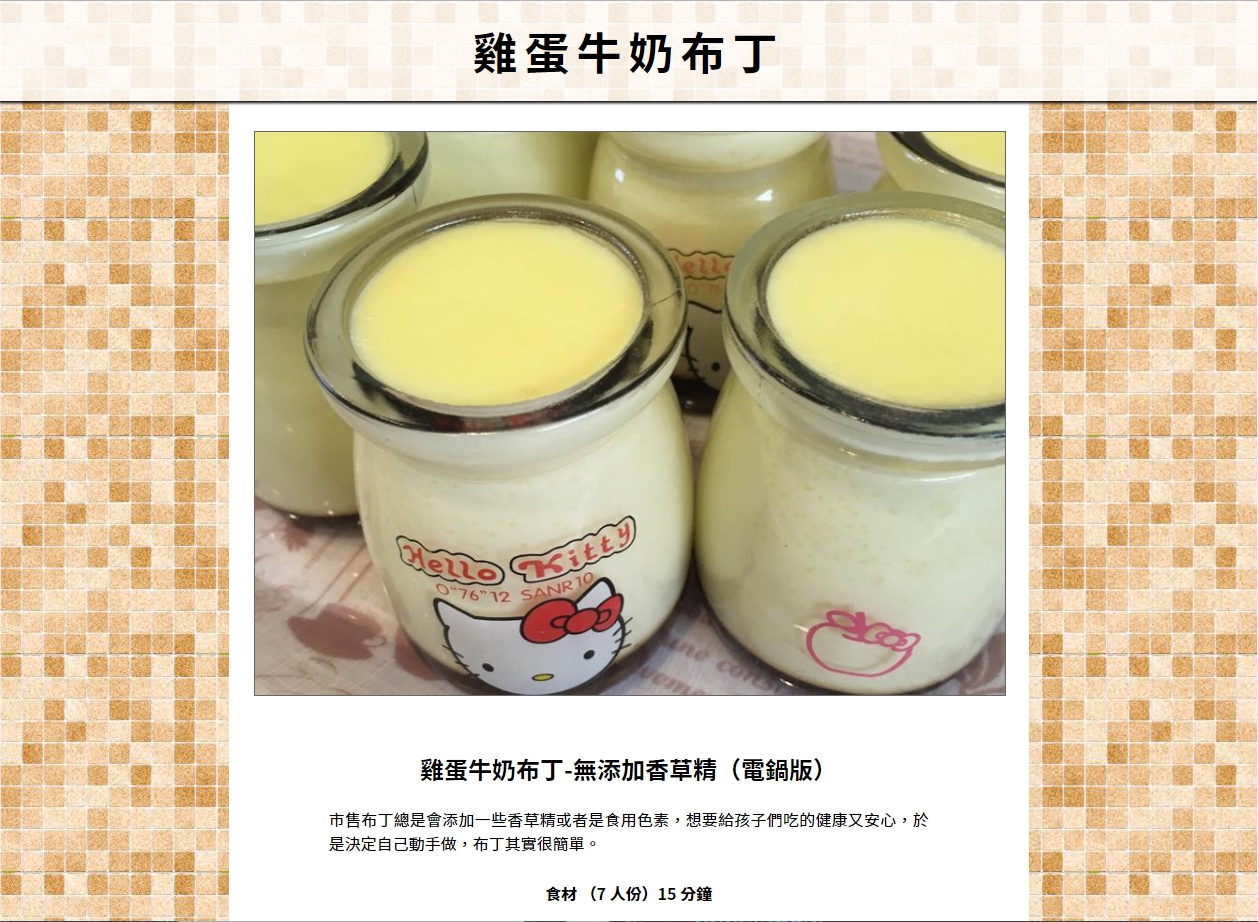 雞蛋牛奶布丁
Hello
Hello Kitty
O"76"12 SANR10
雞蛋牛奶布丁-無添加香草精（電鍋版）
市售布丁總是會添加一些香草精或者是食用色素，想要給孩子們吃的健康又安心，於
是決定自己動手做，布丁其實很簡單。
食材 （7 人份）15 分鐘